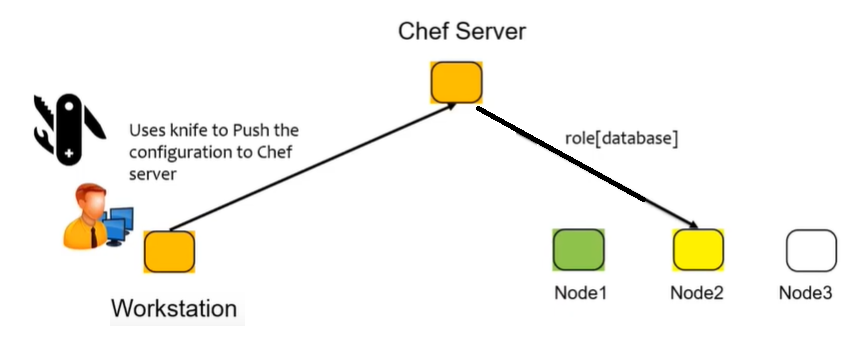 Chef Server
Uses knife to Push the
configuration to Chef
server
role[database]
Workstation
Node1
Node2
Node3